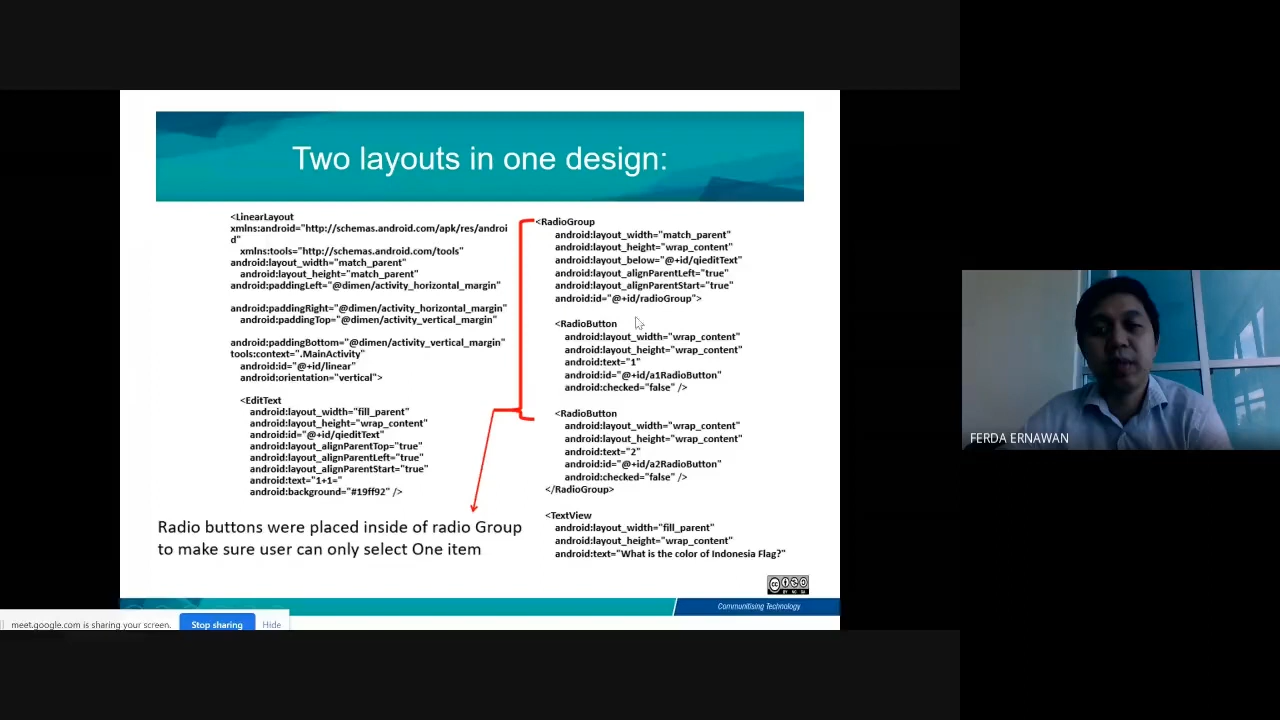 Two layouts in one design:
<LinearLayout
xmlns:android="http://schemas.android.com/apk/res/androi
d"
xmlns:tools="http://schemas.android.com/tools"
android:layout_width="match_parent"
android:layout_height="match_parent"
android:paddingLeft="@dimen/activity_horizontal_margin"
android:paddingRight="@dimen/activity_horizontal_margin"
android:paddingTop="@dimen/activity_vertical_margin"
android:paddingBottom="@dimen/activity_vertical_margin"
tools:context=".MainActivity"
android:id="@+id/linear"
android:orientation="vertical">
<EditText
android:layout_width="fill_parent"
android:layout_height="wrap_content"
android:id="@+id/qieditText"
android:layout_alignParentTop="true"
android:layout_alignParentLeft="true"
android:layout_alignParentStart="true"
android:text="1+1="
android:background="#19ff92" />
Radio buttons were placed inside of radio Group
to make sure user can only select One item
<RadioGroup
android:layout_width="match_parent"
android:layout_height="wrap_content"
android:layout_below="@+id/qieditText"
android:layout_alignParentLeft="true"
android:layout_alignParentStart="true"
android:id="@+id/radioGroup">
<RadioButton
android:layout_width="wrap_content"
android:layout_height="wrap_content"
android:text="1"
android:id="@+id/a1RadioButton"
android:checked="false" />
<RadioButton
android:layout_width="wrap_content"
android:layout_height="wrap_content"
android:text="2"
android:id="@+id/a2RadioButton"
android:checked="false" />
</RadioGroup>
<TextView
android:layout_width="fill_parent"
android:layout_height="wrap_content"
android:text="What is the color of Indonesia Flag?"
cc
BY NC SA
Communitising Technology
meet.google.com is sharing your screen.
Stop sharing
Hide
FERDA ERNAWAN